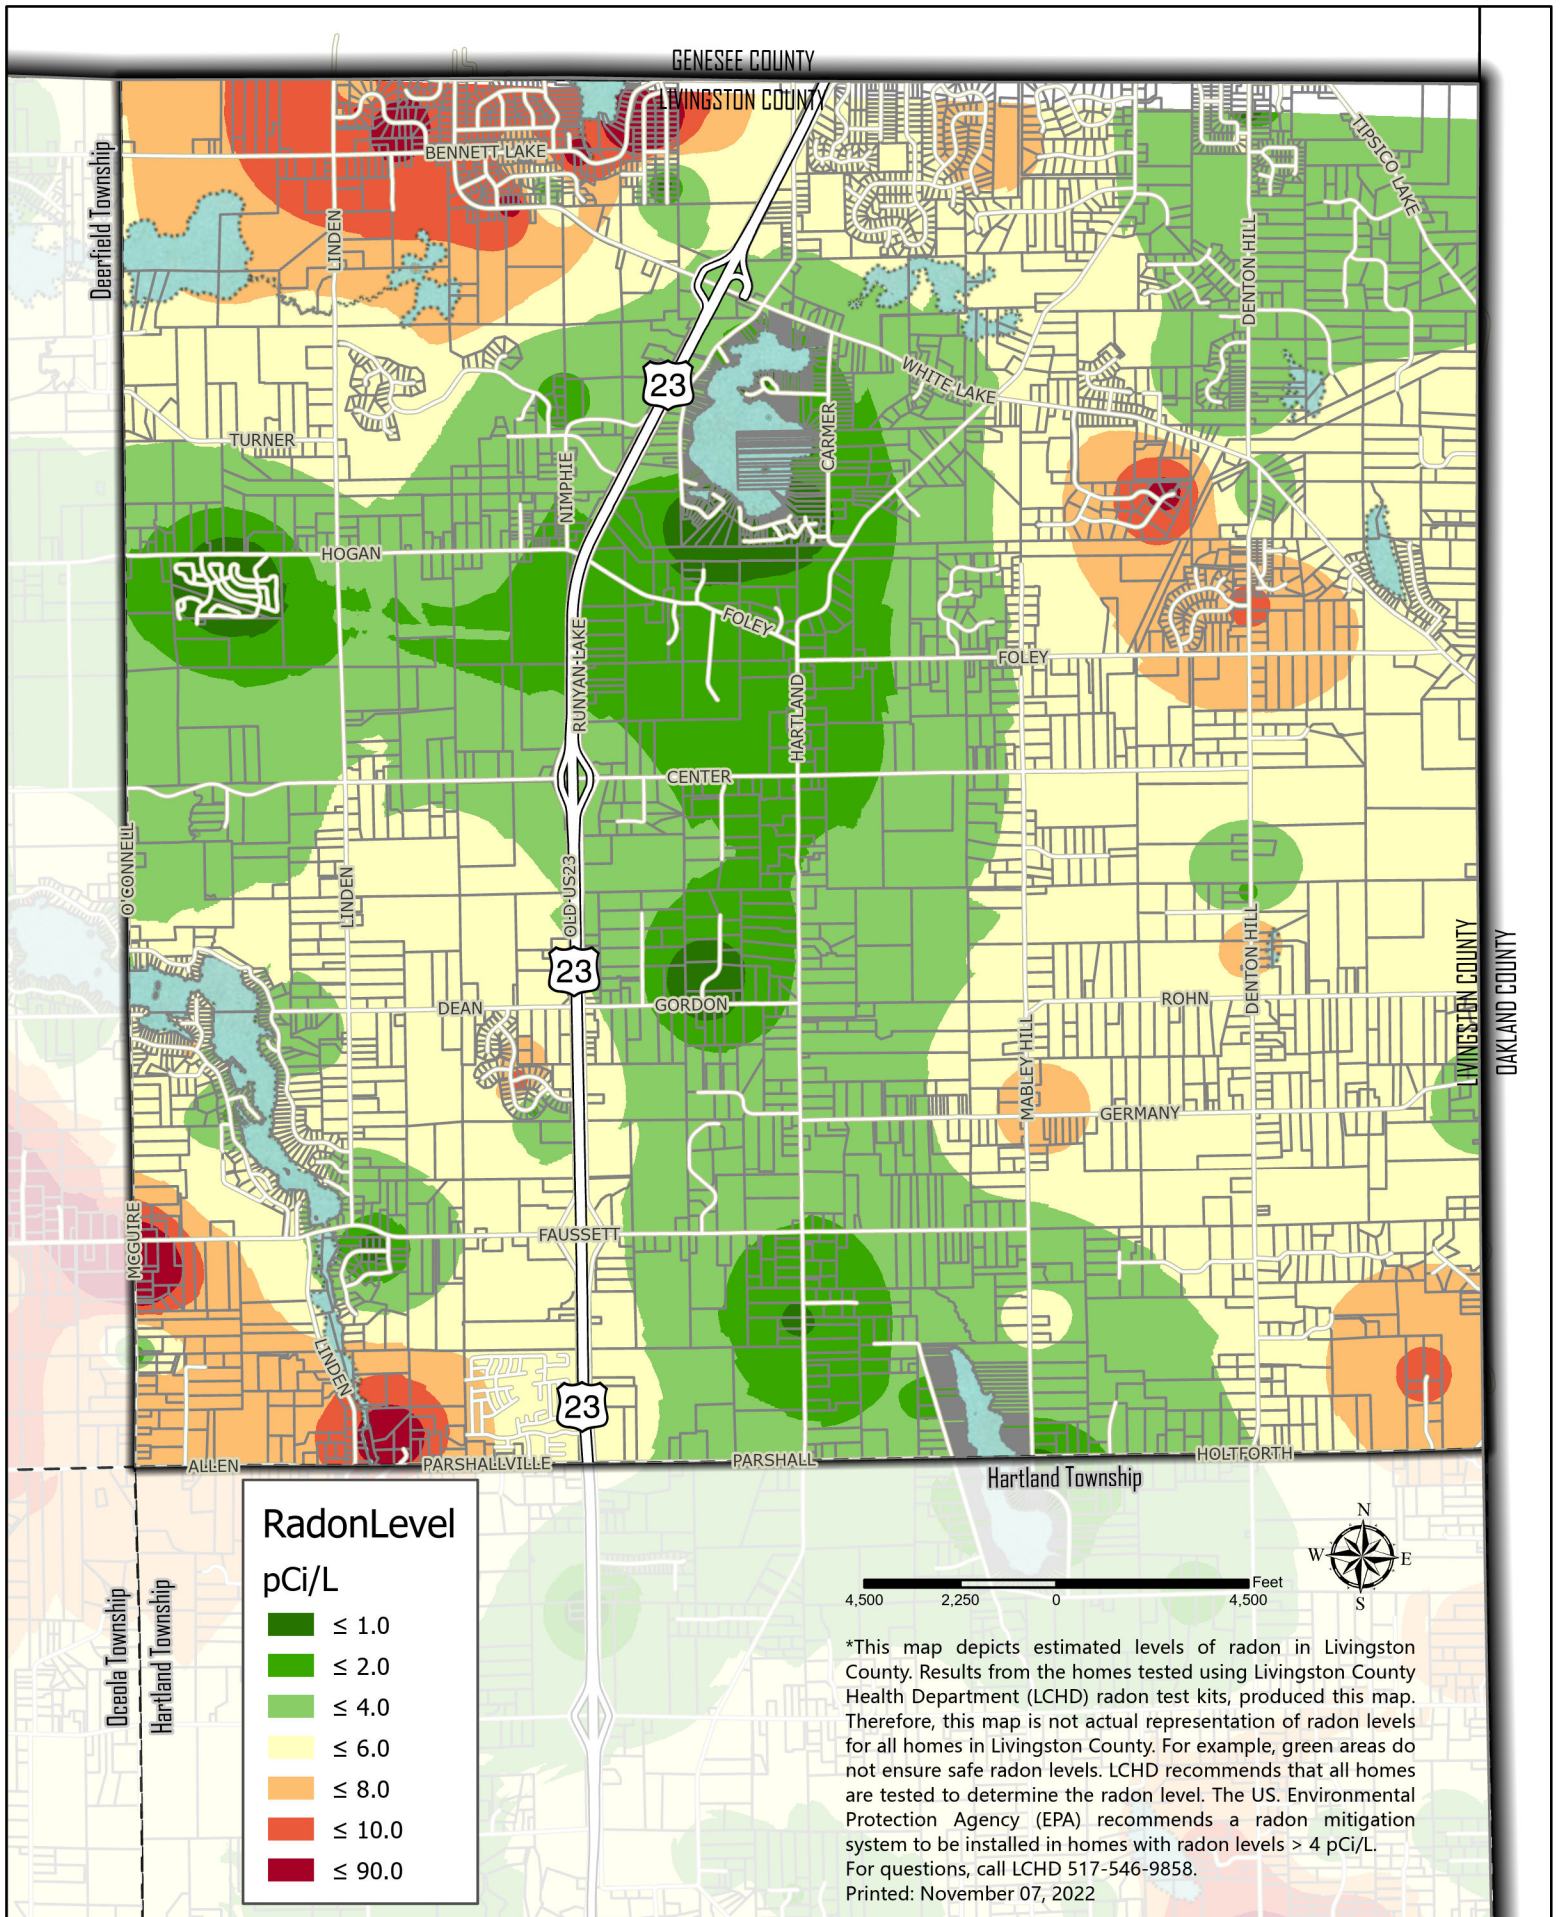 GENESEE COUNTY
LIVINGSTON COUNTY
TIPSICO LAKE
BENNETT LAKE
Deerfield Township
LINDEN
DENTON HILL
23
WHITE LAKE
CARMER
TURNER
NIMPHIE
HOGAN
FOLEY
RUNYAN LAKE
FOLEY
HARTLAND
CENTER
O'CONNELL
OLD US23
LINDEN
DENTON HILL
LIVINGSTON COUNTY
OAKLAND COUNTY
23
DEAN
GORDON
ROHN
MABLEY HILL
GERMANY
MCGUIRE
FAUSSETT
LINDEN
23
ALLEN
PARSHALLVILLE
PARSHALL
HOLTFORTH
Hartland Township
Oceola Township
Hartland Township
RadonLevel
pCi/L
≤ 1.0
≤ 2.0
≤ 4.0
≤ 6.0
≤ 8.0
≤ 10.0
≤ 90.0
N
W
E
S
Feet
4,500 2,250 0 4,500
*This map depicts estimated levels of radon in Livingston
County. Results from the homes tested using Livingston County
Health Department (LCHD) radon test kits, produced this map.
Therefore, this map is not actual representation of radon levels
for all homes in Livingston County. For example, green areas do
not ensure safe radon levels. LCHD recommends that all homes
are tested to determine the radon level. The US. Environmental
Protection Agency (EPA) recommends a radon mitigation
system to be installed in homes with radon levels > 4 pCi/L.
For questions, call LCHD 517-546-9858.
Printed: November 07, 2022